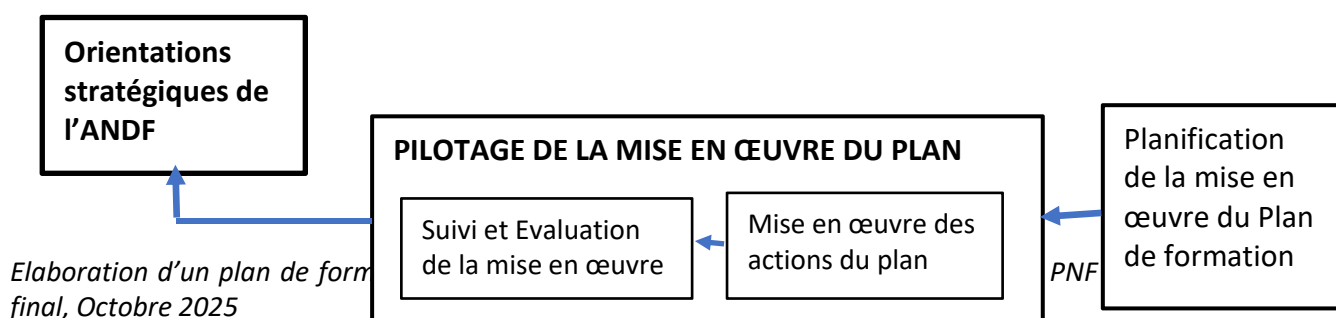 Orientations
stratégiques de
l’ANDF
PILOTAGE DE LA MISE EN ŒUVRE DU PLAN
Suivi et Evaluation
de la mise en œuvre
Mise en œuvre des
actions du plan
Planification
de la mise en
œuvre du Plan
de formation
Elaboration d’un plan de form
PNF
final, Octobre 2025